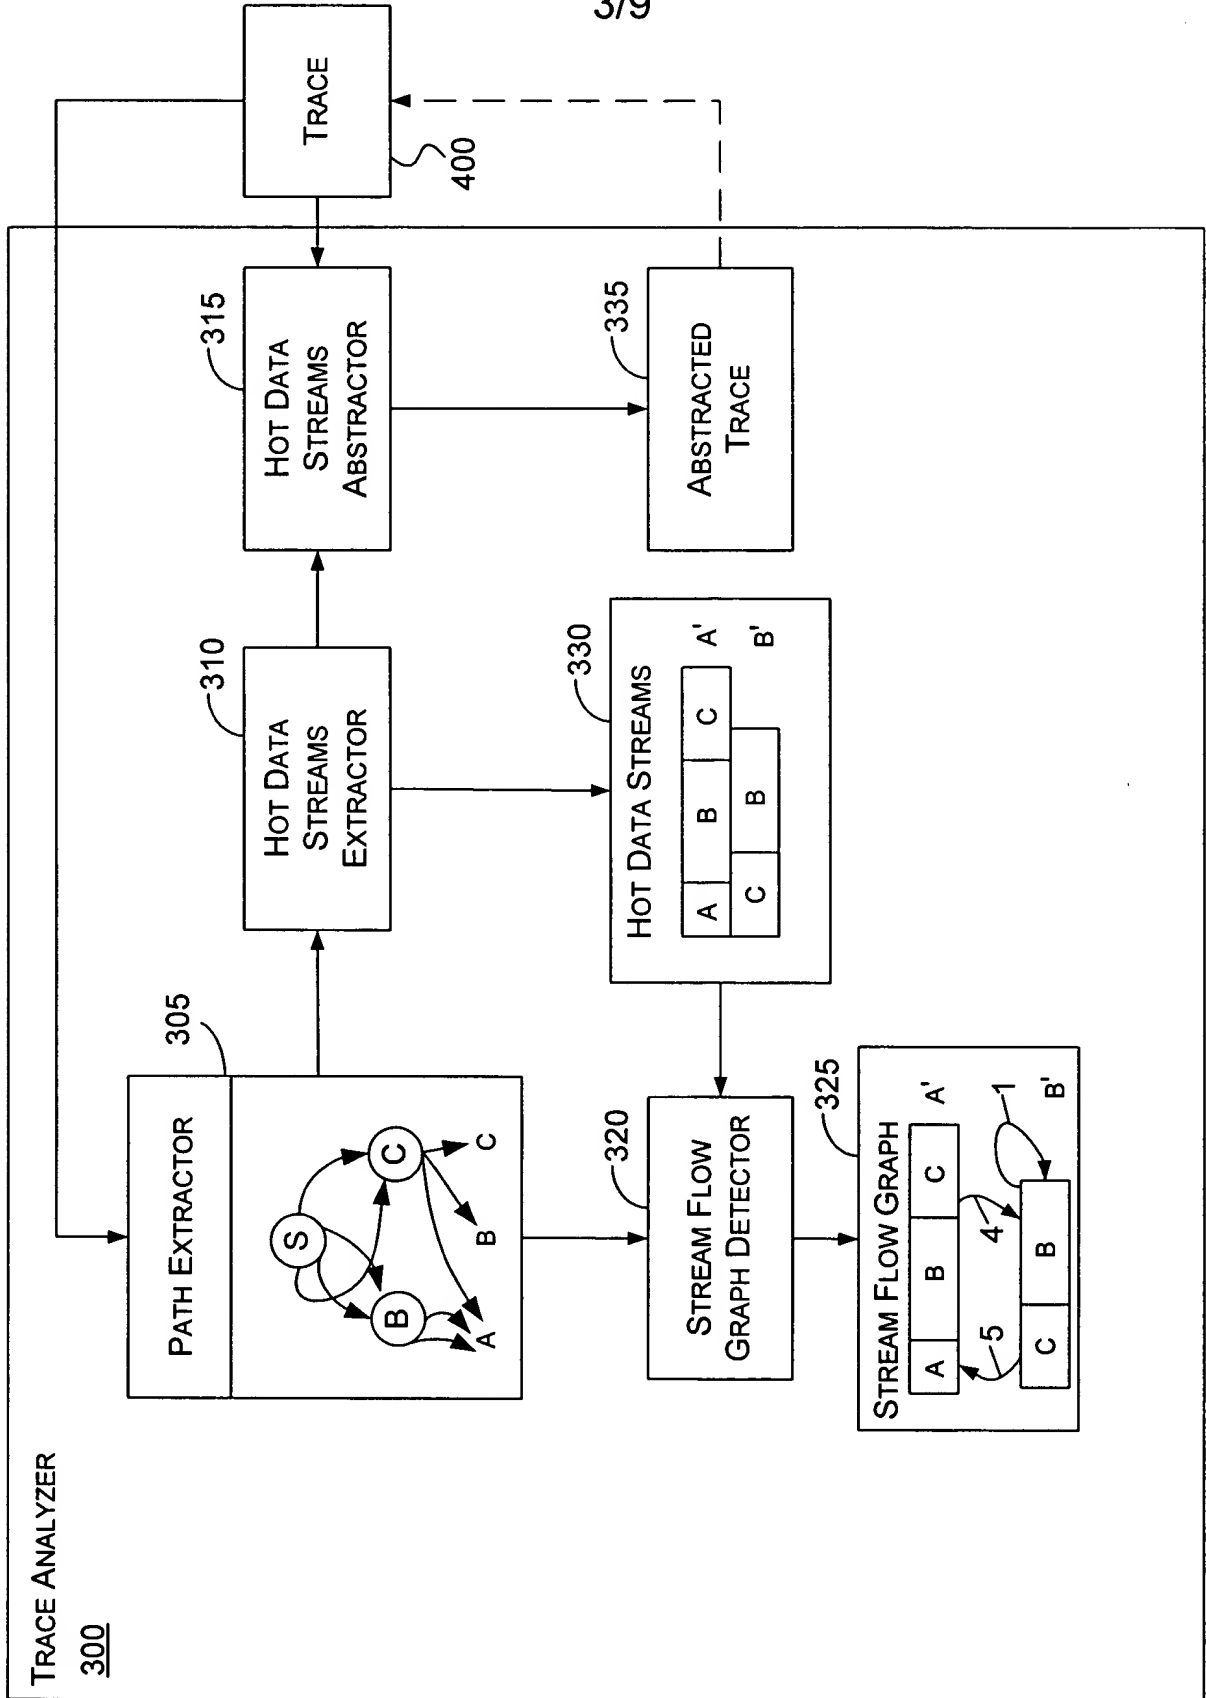 3/9
TRACE ANALYZER
300
PATH EXTRACTOR
305
S
B
C
A
B
C
HOT DATA
STREAMS
EXTRACTOR
310
HOT DATA
STREAMS
ABSTRACTOR
315
TRACE
400
STREAM FLOW
GRAPH DETECTOR
320
HOT DATA STREAMS
330
A
B
C
A'
C
B
B'
ABSTRACTED
TRACE
335
STREAM FLOW GRAPH
325
A
B
C
A'
5
4
1
C
B
B'